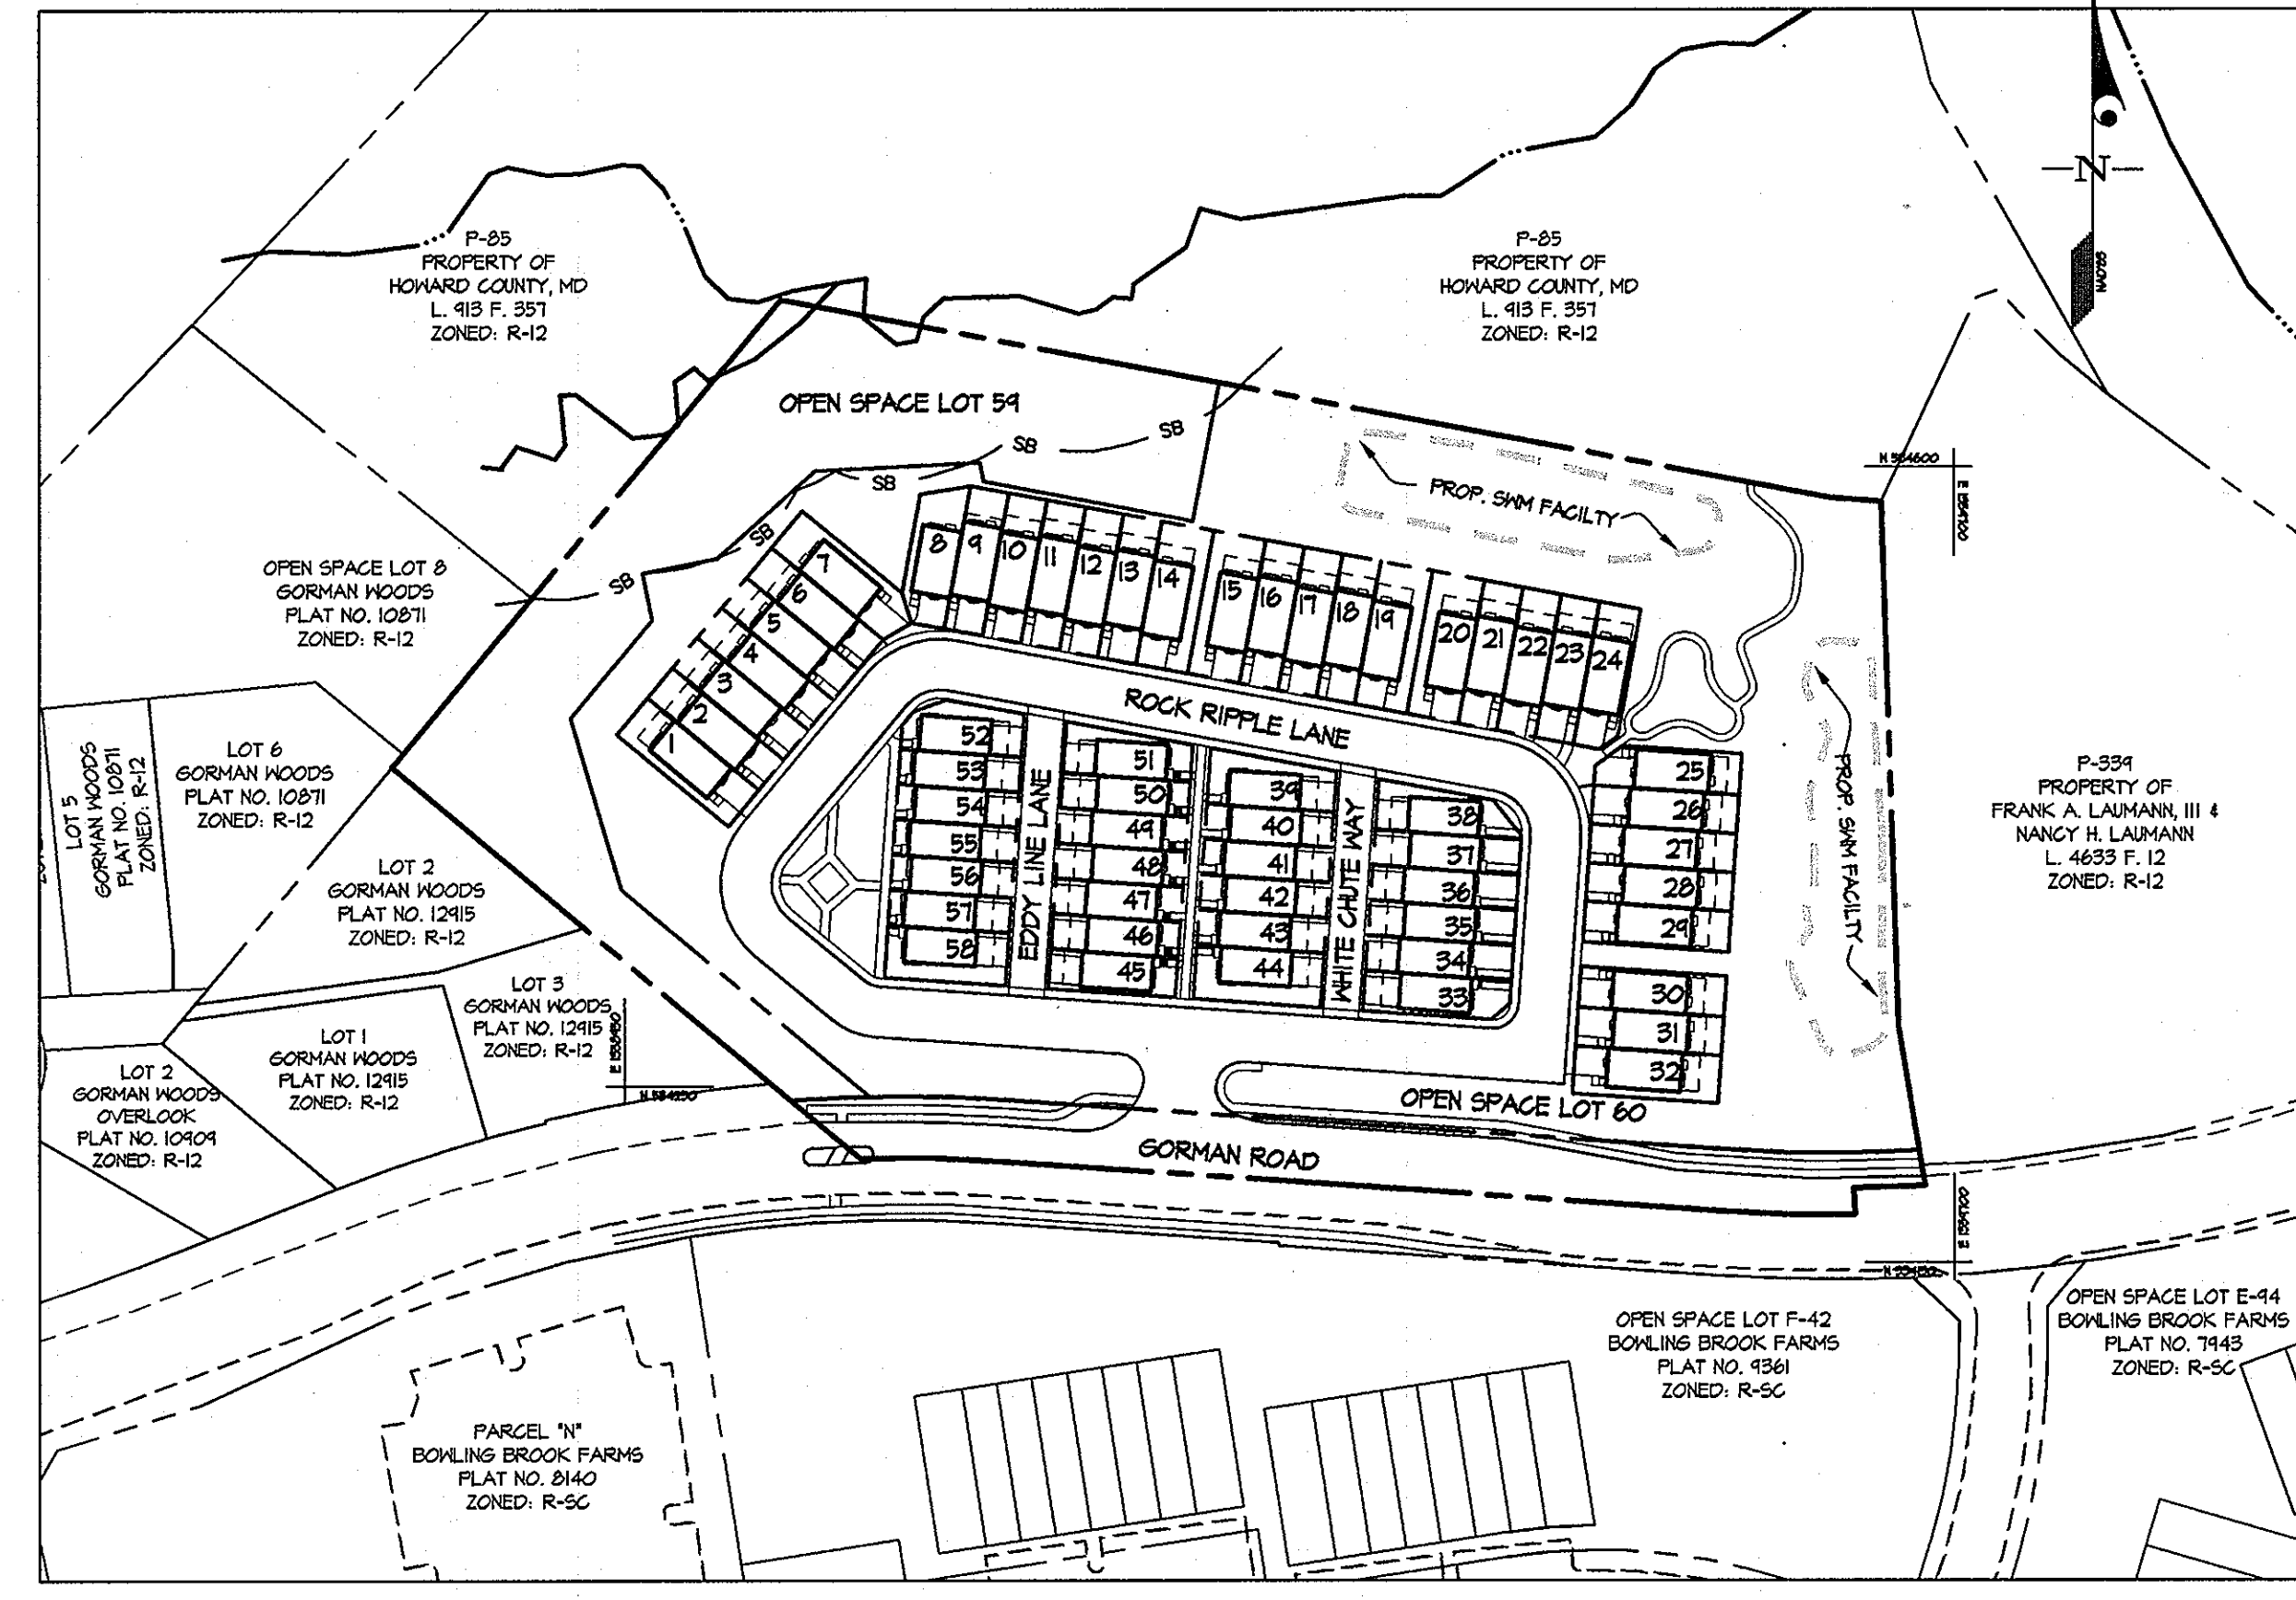 P-85
PROPERTY OF
HOWARD COUNTY, MD
L. 913 F. 357
ZONED: R-12
P-85
PROPERTY OF
HOWARD COUNTY, MD
L. 913 F. 357
ZONED: R-12
N
NAD'83
OPEN SPACE LOT 59
SB
SB
SB
SB
SB
PROP. SWM FACILTY
N 534600
E 1354700
OPEN SPACE LOT 8
GORMAN WOODS
PLAT NO. 10871
ZONED: R-12
1
2
3
4
5
6
7
8
9
10
11
12
13
14
15
16
17
18
19
20
21
22
23
24
ROCK RIPPLE LANE
LOT 5
GORMAN WOODS
PLAT NO. 10871
ZONED: R-12
LOT 6
GORMAN WOODS
PLAT NO. 10871
ZONED: R-12
52
53
54
55
56
57
58
EDDY LINE LANE
51
50
49
48
47
46
45
39
40
41
42
43
44
WHITE CHUTE WAY
38
37
36
35
34
33
25
26
27
28
29
30
31
32
PROP. SWM FACILTY
P-339
PROPERTY OF
FRANK A. LAUMANN, III &
NANCY H. LAUMANN
L. 4633 F. 12
ZONED: R-12
LOT 2
GORMAN WOODS
PLAT NO. 12915
ZONED: R-12
LOT 3
GORMAN WOODS
PLAT NO. 12915
ZONED: R-12
LOT 1
GORMAN WOODS
PLAT NO. 12915
ZONED: R-12
LOT 2
GORMAN WOODS
OVERLOOK
PLAT NO. 10909
ZONED: R-12
OPEN SPACE LOT 60
GORMAN ROAD
OPEN SPACE LOT F-42
BOWLING BROOK FARMS
PLAT NO. 9361
ZONED: R-SC
OPEN SPACE LOT E-94
BOWLING BROOK FARMS
PLAT NO. 7943
ZONED: R-SC
PARCEL "N"
BOWLING BROOK FARMS
PLAT NO. 8140
ZONED: R-SC